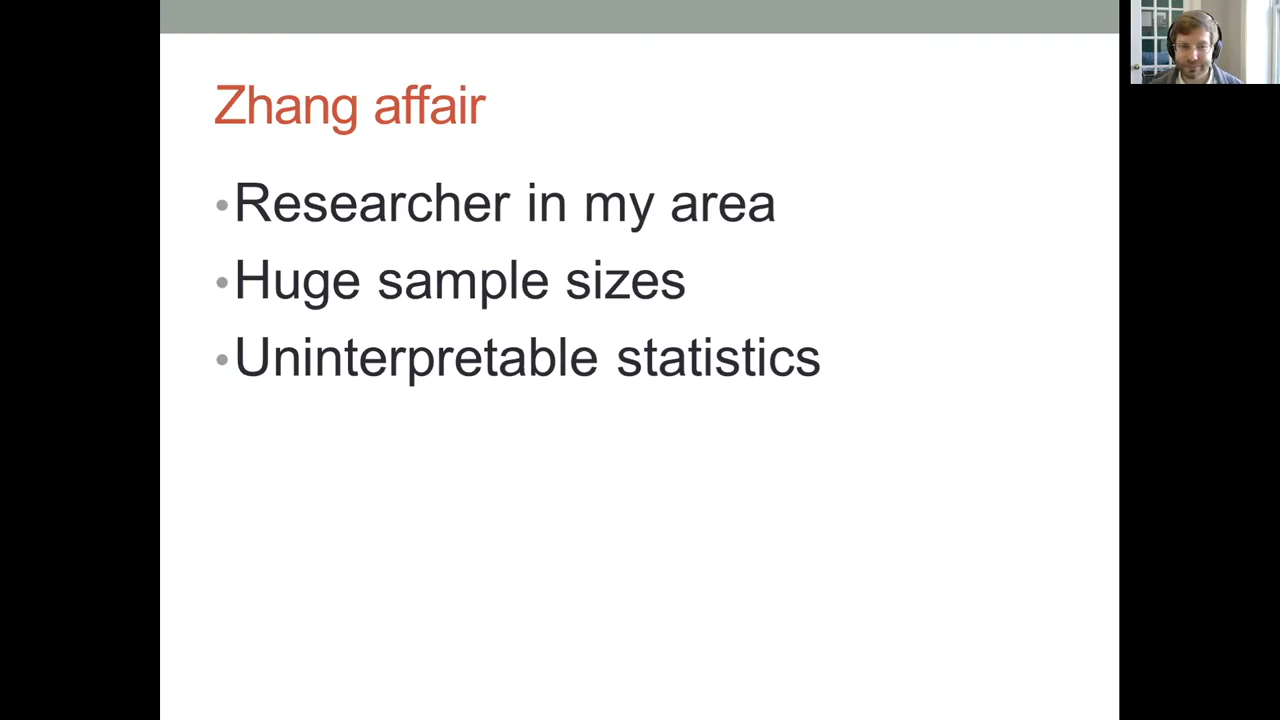 Zhang affair
•Researcher in my area
•Huge sample sizes
•Uninterpretable statistics